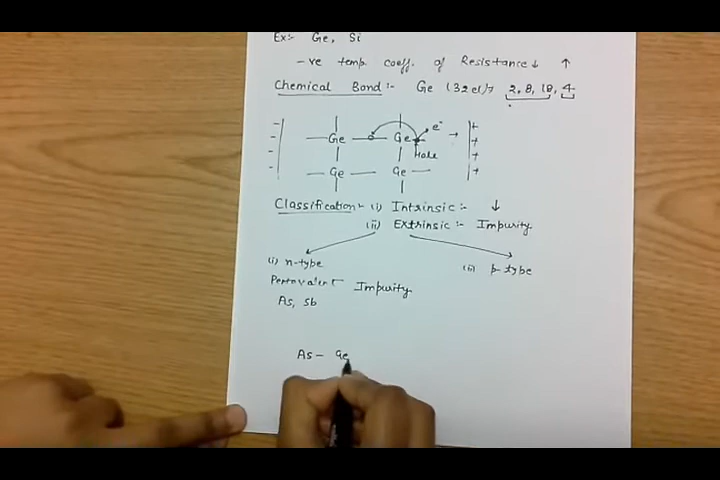 Ex:- Ge, Si
-ve temp coeff. of Resistance ↓ ↑
Chemical Bond :- Ge (32 el) → 2, 8, 18, 4
- Ge Ge e⁻ → +
- +
- Hole +
- Ge Ge +
Classification - (i) Intrinsic :- ↓
(ii) Extrinsic :- Impurity
(i) n-type (ii) p-type
Pentavalent Impurity
As, Sb
As - Ge